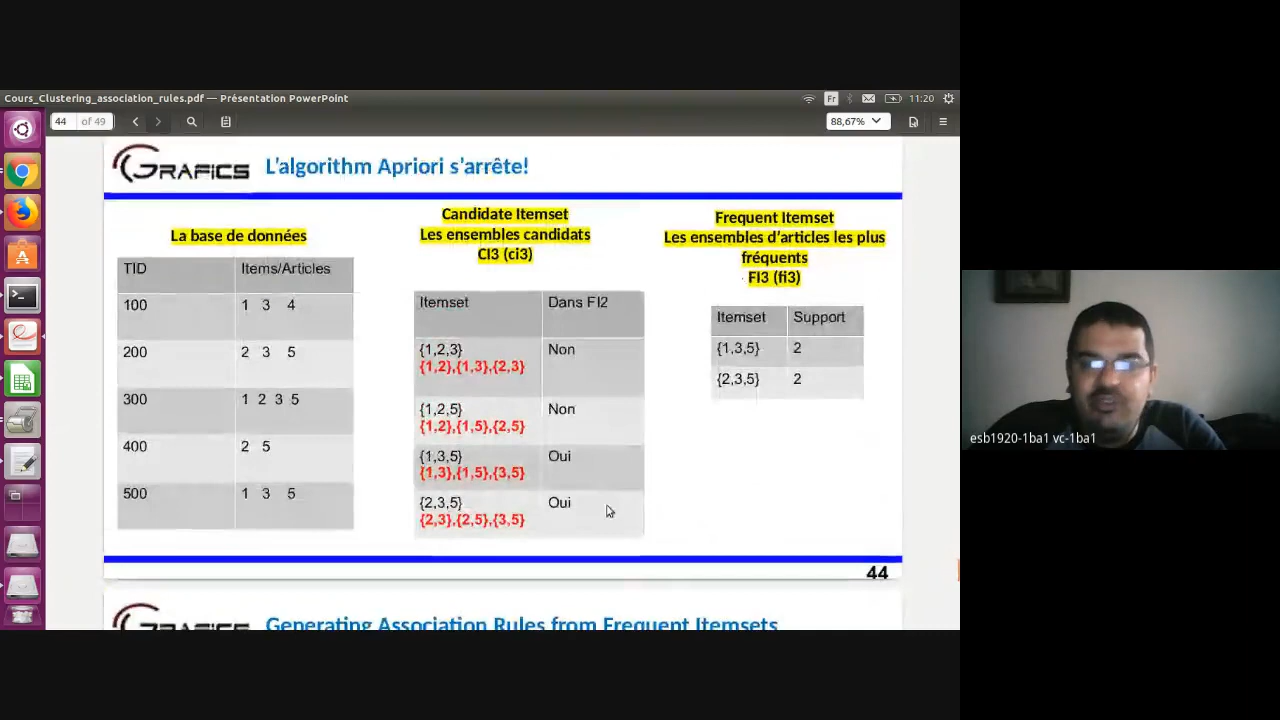 Cours_Clustering_association_rules.pdf — Présentation PowerPoint
Fr
11:20
44 of 49
88,67%
GRAFICS
L'algorithm Apriori s'arrête!
La base de données
TID Items/Articles
100 1 3 4
200 2 3 5
300 1 2 3 5
400 2 5
500 1 3 5
Candidate Itemset
Les ensembles candidats
CI3 (ci3)
Itemset Dans FI2
{1,2,3} Non
{1,2},{1,3},{2,3}
{1,2,5} Non
{1,2},{1,5},{2,5}
{1,3,5} Oui
{1,3},{1,5},{3,5}
{2,3,5} Oui
{2,3},{2,5},{3,5}
Frequent Itemset
Les ensembles d'articles les plus
fréquents
FI3 (fi3)
Itemset Support
{1,3,5} 2
{2,3,5} 2
44
GRAFICS
Generating Association Rules from Frequent Itemsets
esb1920-1ba1 vc-1ba1